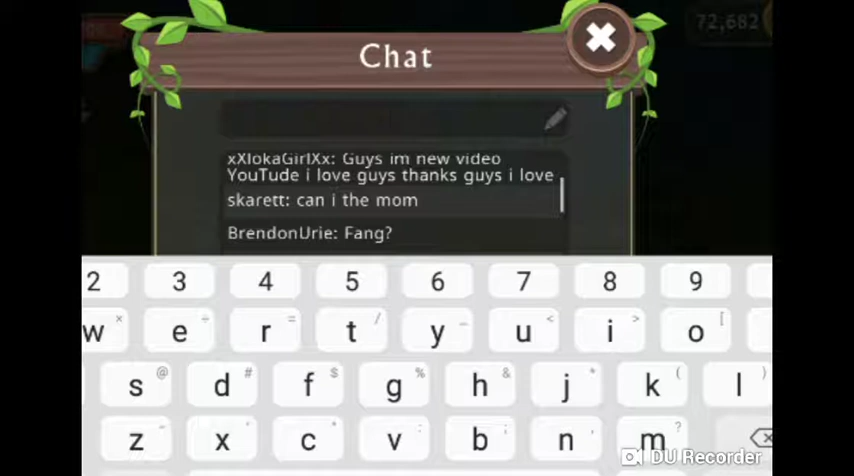 72,682
Chat
xXlokaGirlXx: Guys im new video
YouTude i love guys thanks guys i love
skarett: can i the mom
BrendonUrie: Fang?
2 3 4 5 6 7 8 9
w × e ÷ r = t / y _ u < i > o [
s @ d # f $ g % h & j * k ( l )
z x c v : b ; n , m ?
DU Recorder